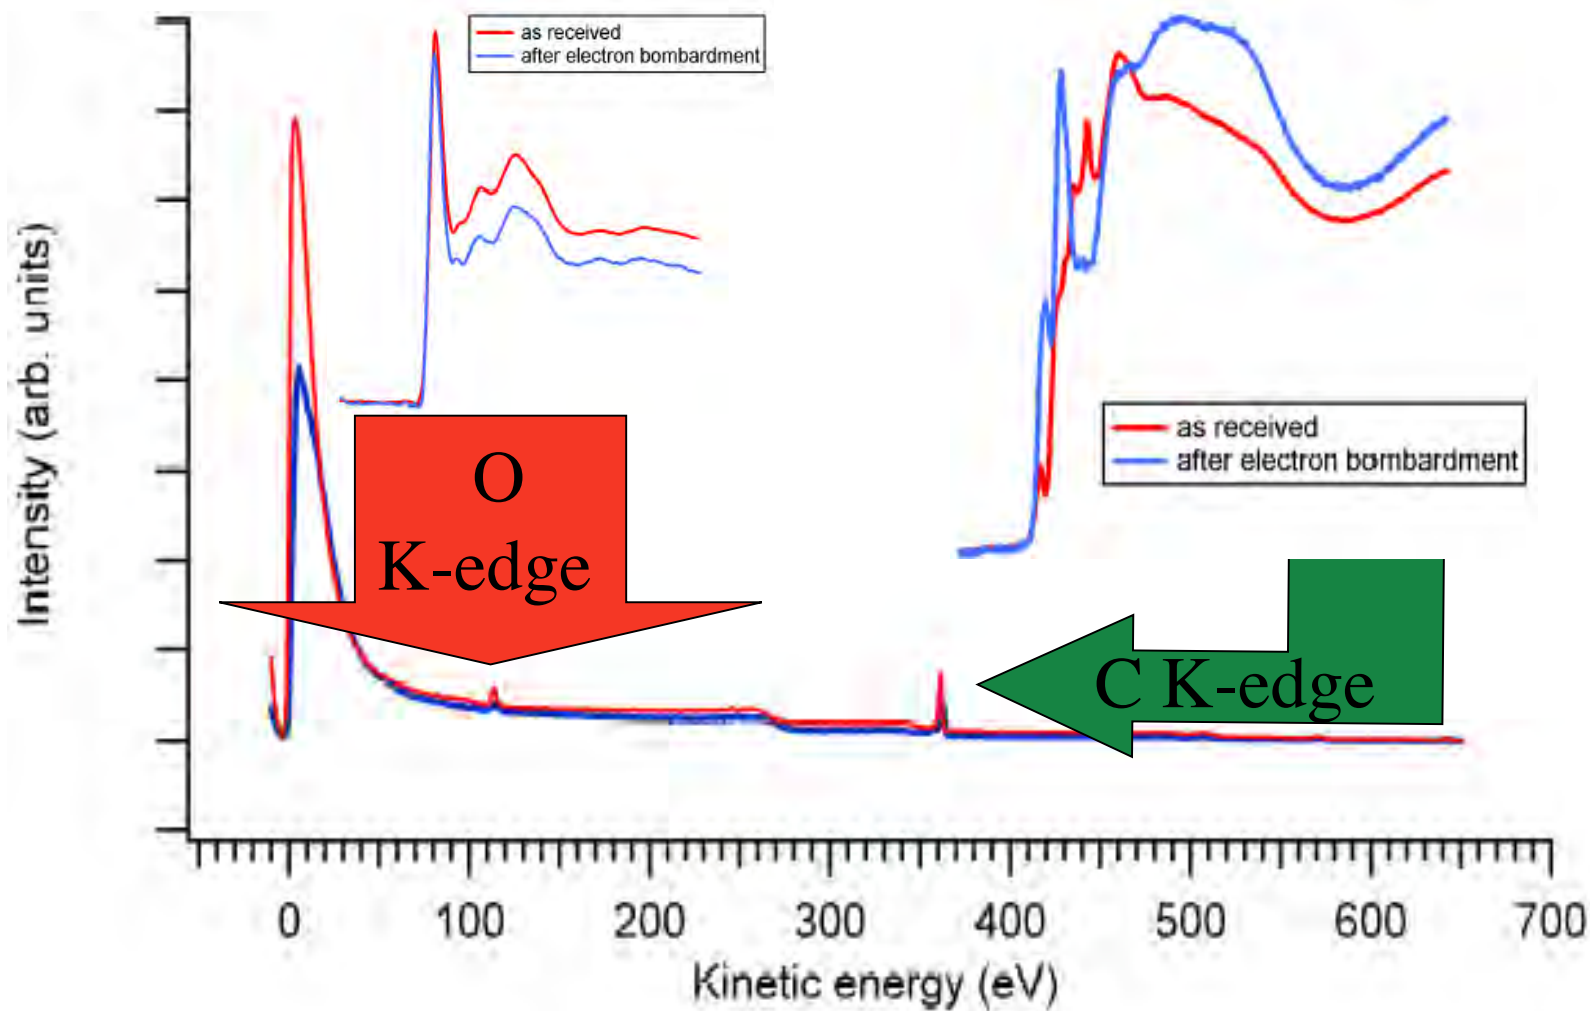 as received
after electron bombardment
as received
after electron bombardment
O
K-edge
C K-edge
Intensity (arb. units)
0 100 200 300 400 500 600 700
Kinetic energy (eV)